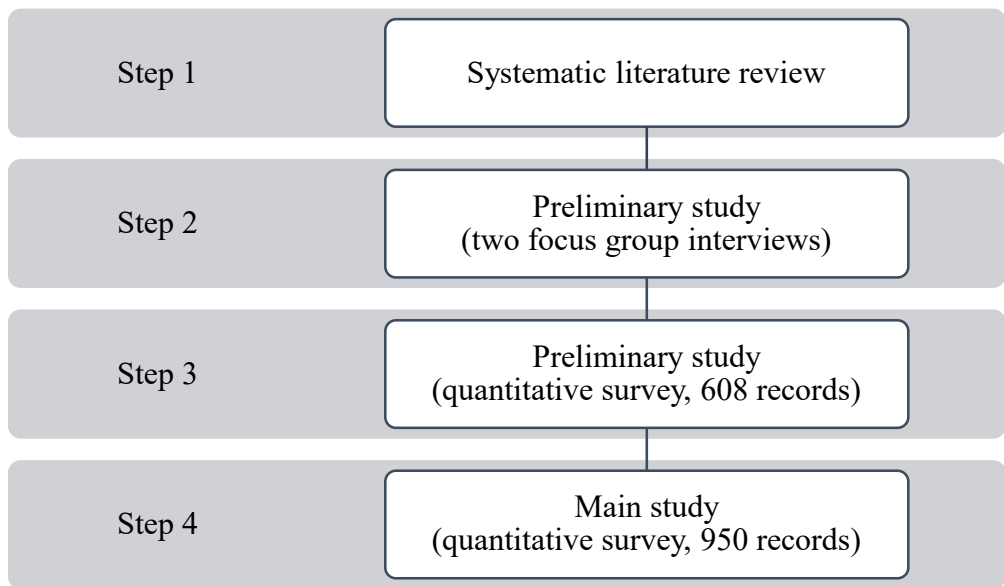 Step 1
Systematic literature review
Step 2
Preliminary study
(two focus group interviews)
Step 3
Preliminary study
(quantitative survey, 608 records)
Step 4
Main study
(quantitative survey, 950 records)